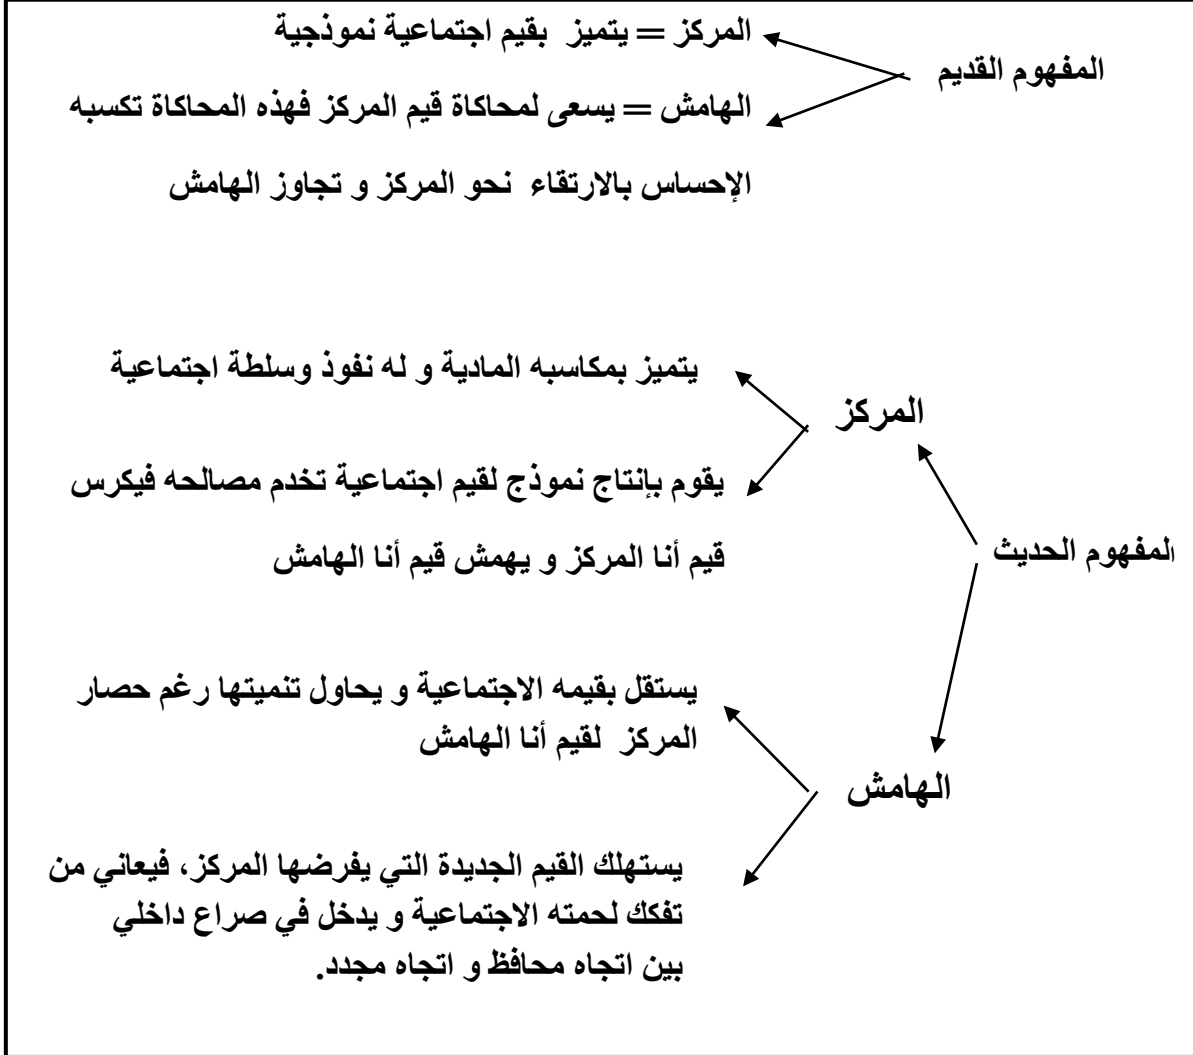 المفهوم القديم
المركز = يتميز بقيم اجتماعية نموذجية
الهامش = يسعى لمحاكاة قيم المركز فهذه المحاكاة تكسبه
الإحساس بالارتقاء نحو المركز و تجاوز الهامش
المفهوم الحديث
المركز
يتميز بمكاسبه المادية و له نفوذ وسلطة اجتماعية
يقوم بإنتاج نموذج لقيم اجتماعية تخدم مصالحه فيكرس
قيم أنا المركز و يهمش قيم أنا الهامش
الهامش
يستقل بقيمه الاجتماعية و يحاول تنميتها رغم حصار
المركز لقيم أنا الهامش
يستهلك القيم الجديدة التي يفرضها المركز، فيعاني من
تفكك لحمته الاجتماعية و يدخل في صراع داخلي
بين اتجاه محافظ و اتجاه مجدد.